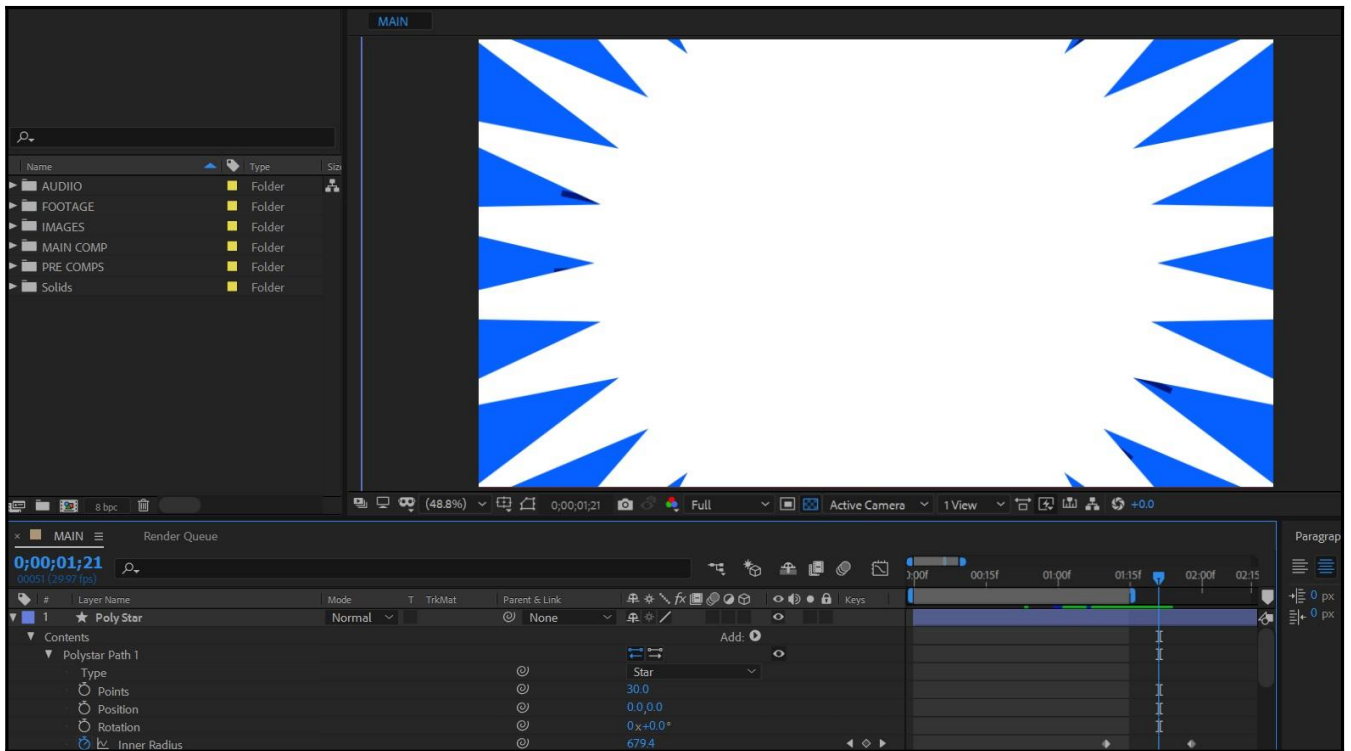 MAIN
Name Type Siz
AUDIIO Folder
FOOTAGE Folder
IMAGES Folder
MAIN COMP Folder
PRE COMPS Folder
Solids Folder
8 bpc
(48.8%) 0;00;01;21 Full Active Camera 1 View +0.0
MAIN Render Queue
Paragrap
0;00;01;21
00051 (29.97 fps)
):00f 00:15f 01:00f 01:15f 02:00f 02:15
# Layer Name Mode T TrkMat Parent & Link fx Keys
0 px
1 Poly Star Normal None
0 px
Contents Add:
Polystar Path 1
Type Star
Points 30.0
Position 0.0,0.0
Rotation 0x+0.0°
Inner Radius 679.4